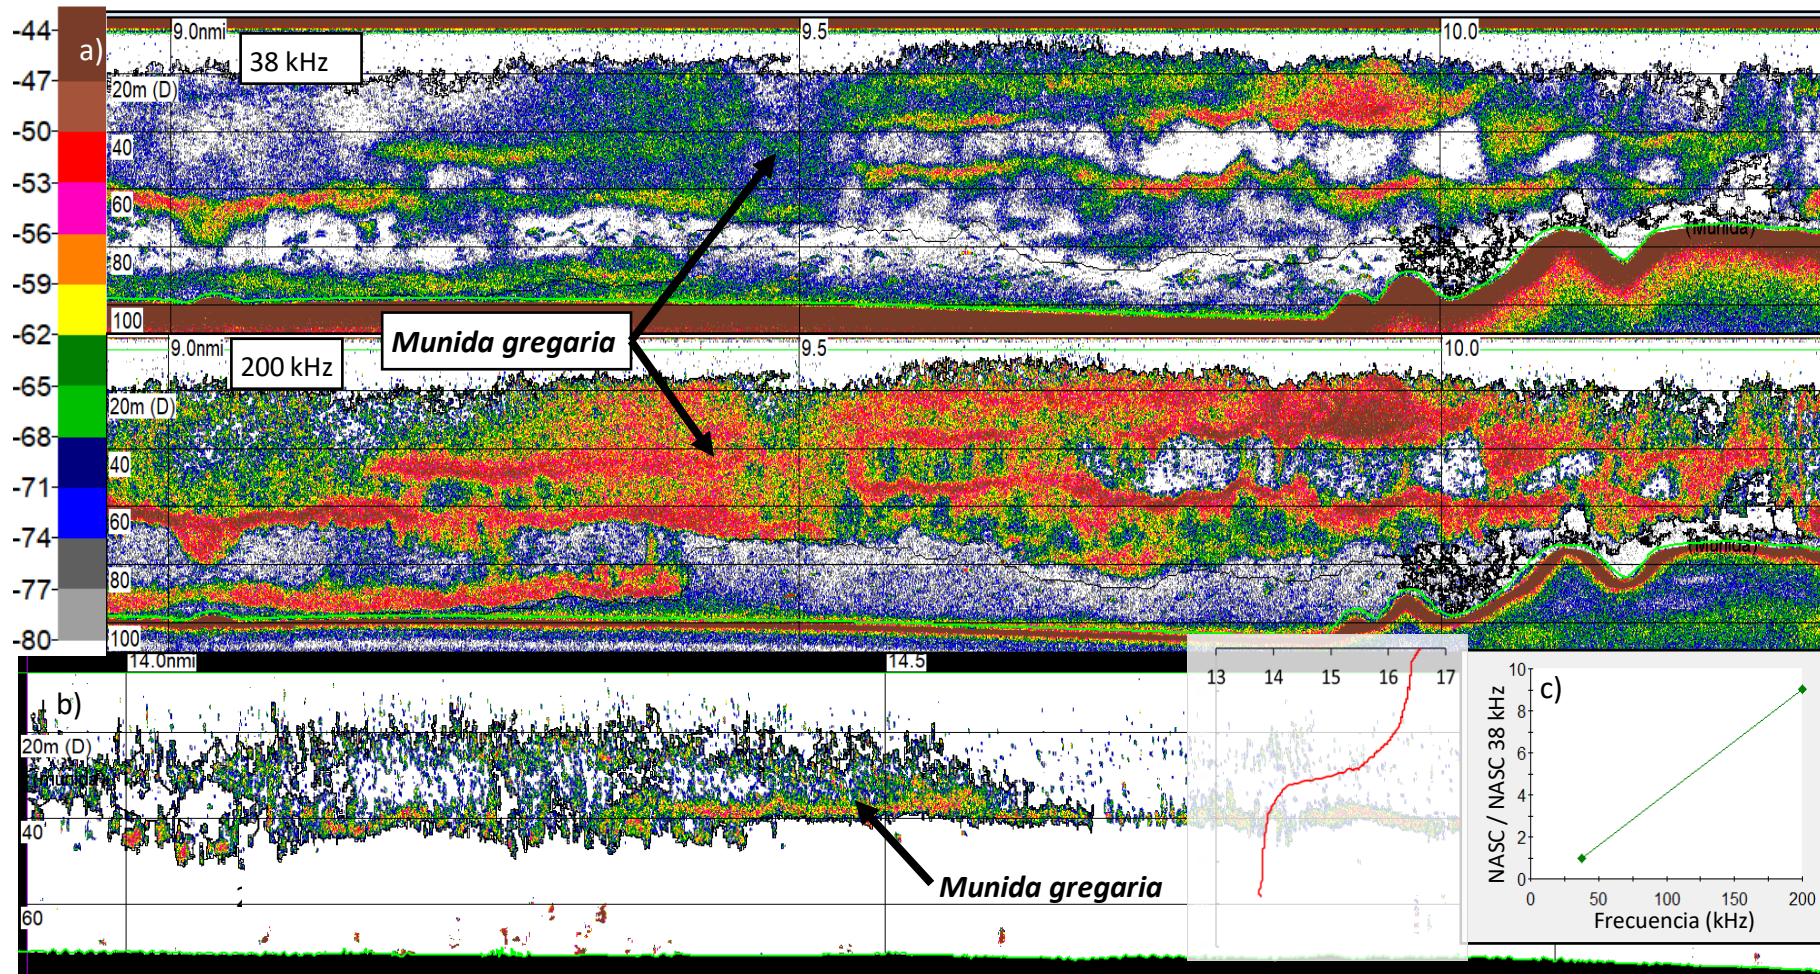 -44
-47
-50
-53
-56
-59
-62
-65
-68
-71
-74
-77
-80
a)
9.0nmi
9.5
10.0
38 kHz
20m (D)
40
60
80
100
(Munida)
Munida gregaria
9.0nmi
9.5
10.0
200 kHz
20m (D)
40
60
80
100
(Munida)
14.0nmi
14.5
b)
20m (D)
40
60
Munida gregaria
13 14 15 16 17
c)
NASC / NASC 38 kHz
10
8
6
4
2
0
0 50 100 150 200
Frecuencia (kHz)